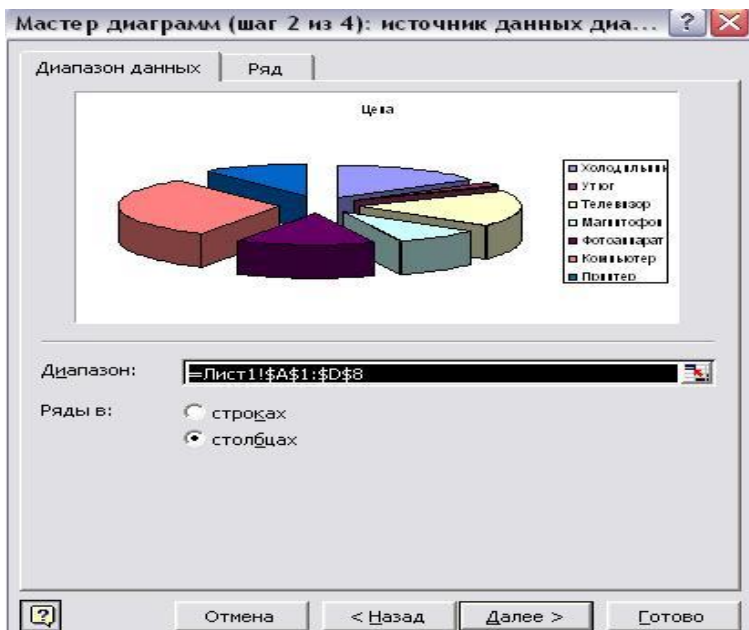 Мастер диаграмм (шаг 2 из 4): источник данных диа...
Диапазон данных
Ряд
Цена
Холодильник
Утюг
Телевизор
Магнитофон
Фотоаппарат
Компьютер
Принтер
Диапазон:
=Лист1!$A$1:$D$8
Ряды в:
строках
столбцах
Отмена
< Назад
Далее >
Готово